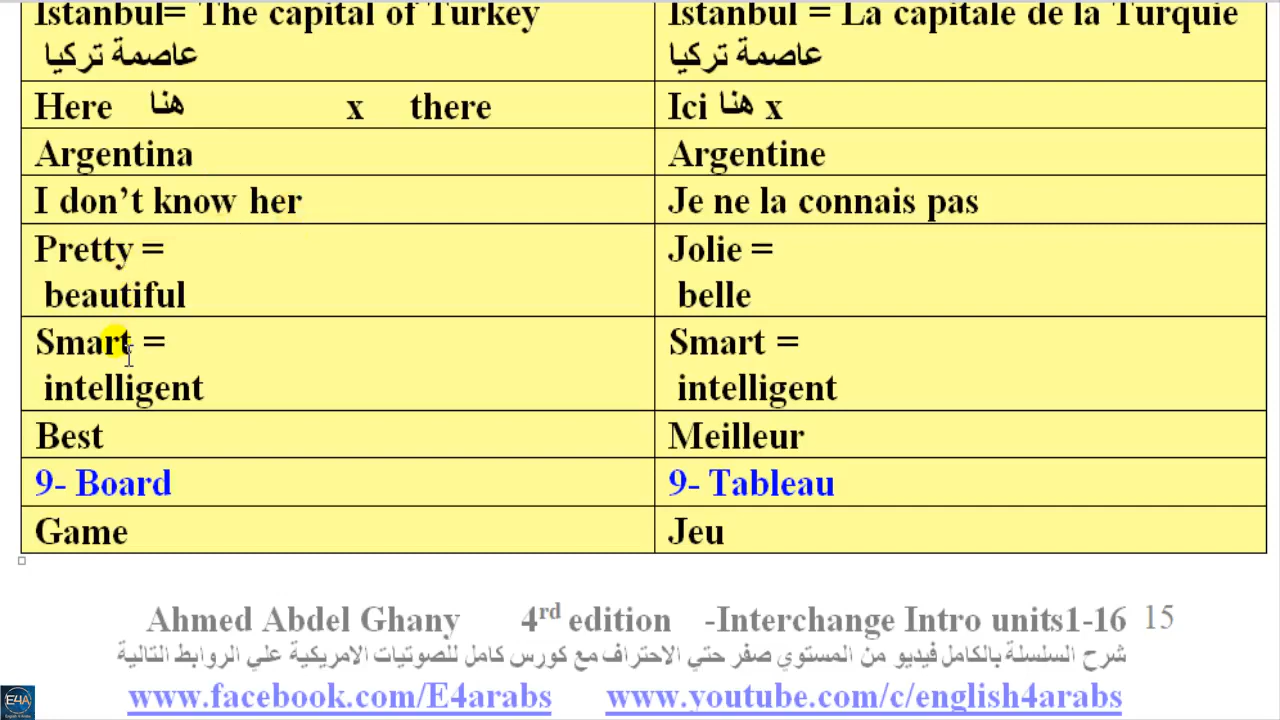 Istanbul= The capital of Turkey
عاصمة تركيا
Istanbul = La capitale de la Turquie
عاصمة تركيا
Here هنا x there
Ici هنا x
Argentina
Argentine
I don’t know her
Je ne la connais pas
Pretty =
beautiful
Jolie =
belle
Smart =
intelligent
Smart =
intelligent
Best
Meilleur
9- Board
9- Tableau
Game
Jeu
Ahmed Abdel Ghany 4rd edition -Interchange Intro units1-16 15
شرح السلسلة بالكامل فيديو من المستوي صفر حتي الاحتراف مع كورس كامل للصوتيات الامريكية علي الروابط التالية
www.facebook.com/E4arabs www.youtube.com/c/english4arabs
E4A